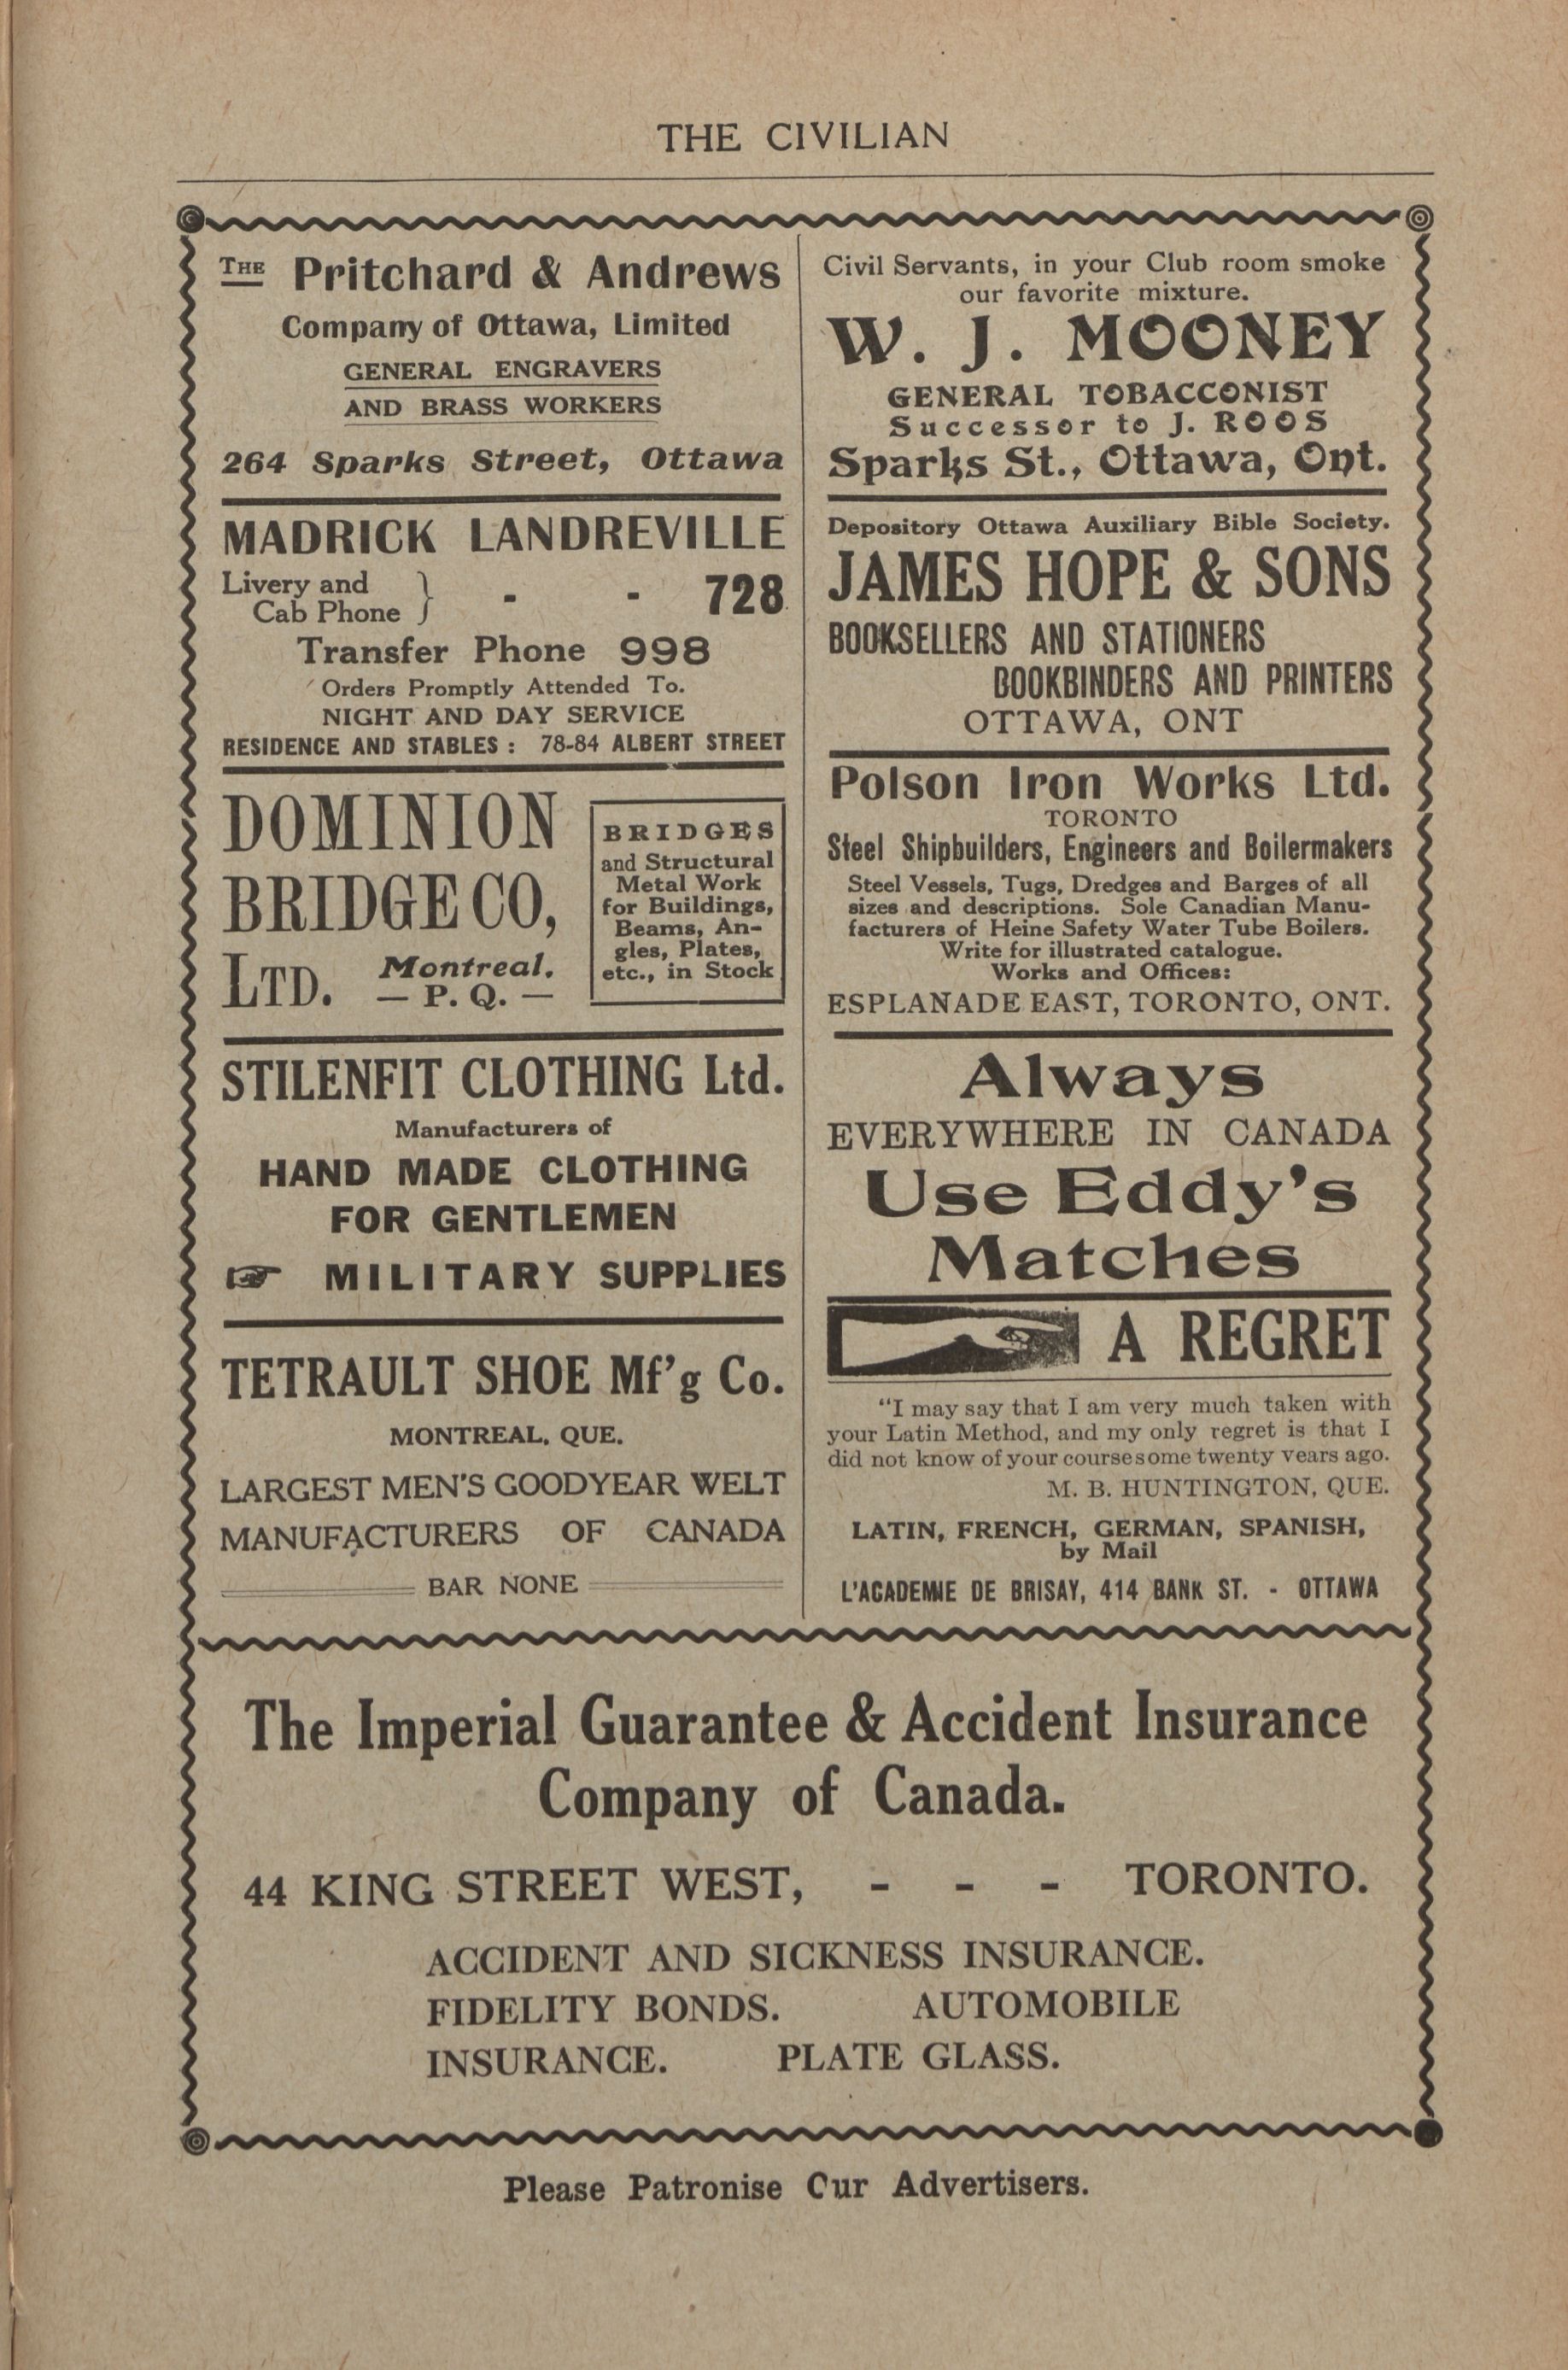 THE CIVILIAN
THE Pritchard & Andrews
Company of Ottawa, Limited
GENERAL ENGRAVERS
AND BRASS WORKERS
264 Sparks Street, Ottawa
MADRICK LANDREVILLE
Livery and
Cab Phone } - - 728
Transfer Phone 998
Orders Promptly Attended To.
NIGHT AND DAY SERVICE
RESIDENCE AND STABLES : 78-84 ALBERT STREET
DOMINION
BRIDGE CO,
LTD. Montreal.
— P. Q. —
BRIDGES
and Structural
Metal Work
for Buildings,
Beams, An-
gles, Plates,
etc., in Stock
STILENFIT CLOTHING Ltd.
Manufacturers of
HAND MADE CLOTHING
FOR GENTLEMEN
☞ MILITARY SUPPLIES
TETRAULT SHOE Mf'g Co.
MONTREAL, QUE.
LARGEST MEN'S GOODYEAR WELT
MANUFACTURERS OF CANADA
BAR NONE
Civil Servants, in your Club room smoke
our favorite mixture.
W. J. MOONEY
GENERAL TOBACCONIST
Successor to J. ROOS
Sparks St., Ottawa, Ont.
Depository Ottawa Auxiliary Bible Society.
JAMES HOPE & SONS
BOOKSELLERS AND STATIONERS
BOOKBINDERS AND PRINTERS
OTTAWA, ONT
Polson Iron Works Ltd.
TORONTO
Steel Shipbuilders, Engineers and Boilermakers
Steel Vessels, Tugs, Dredges and Barges of all
sizes and descriptions. Sole Canadian Manu-
facturers of Heine Safety Water Tube Boilers.
Write for illustrated catalogue.
Works and Offices:
ESPLANADE EAST, TORONTO, ONT.
Always
EVERYWHERE IN CANADA
Use Eddy's
Matches
A REGRET
"I may say that I am very much taken with
your Latin Method, and my only regret is that I
did not know of your course some twenty years ago.
M. B. HUNTINGTON, QUE.
LATIN, FRENCH, GERMAN, SPANISH,
by Mail
L'ACADEMIE DE BRISAY, 414 BANK ST. - OTTAWA
The Imperial Guarantee & Accident Insurance
Company of Canada.
44 KING STREET WEST, - - - TORONTO.
ACCIDENT AND SICKNESS INSURANCE.
FIDELITY BONDS. AUTOMOBILE
INSURANCE. PLATE GLASS.
Please Patronise Our Advertisers.